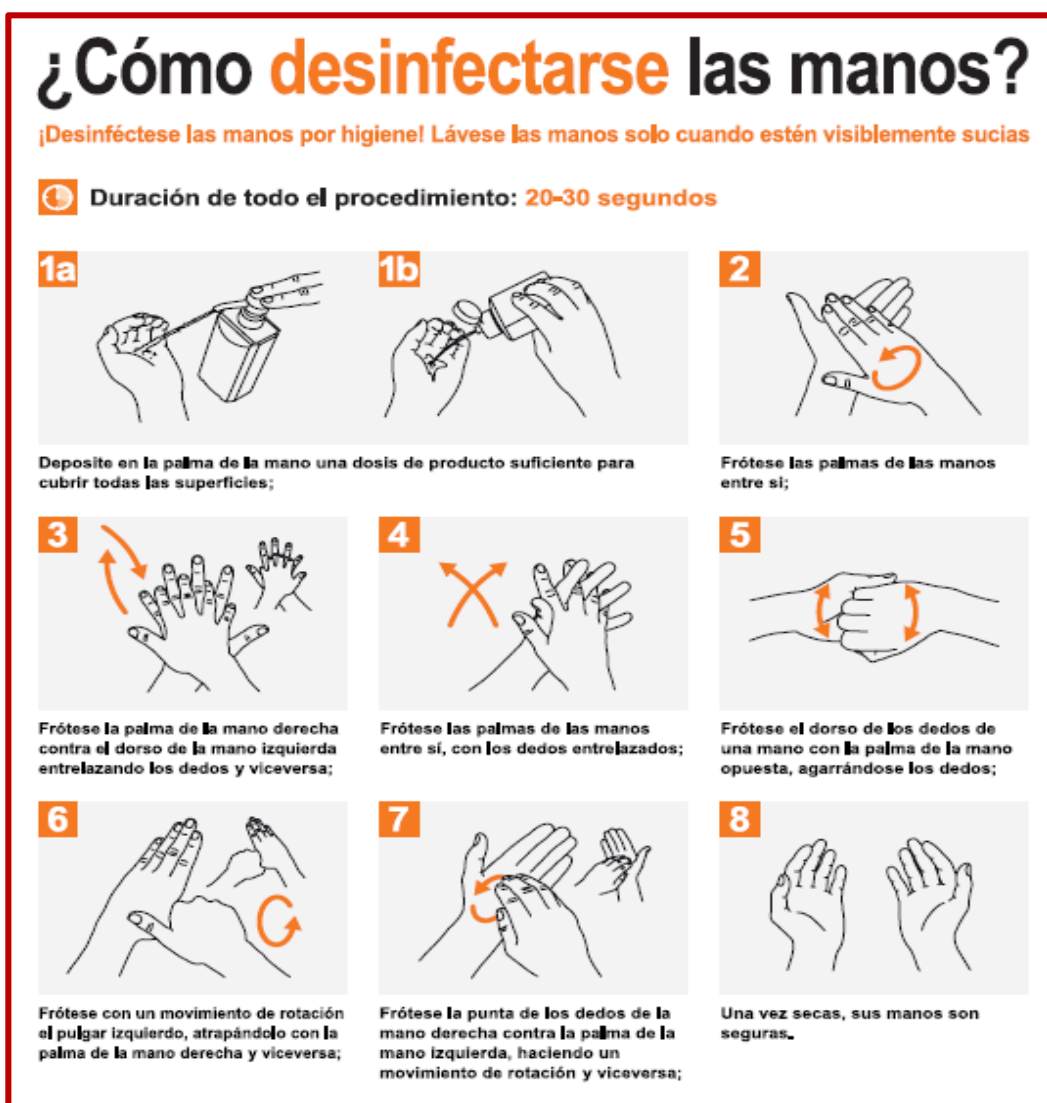 ¿Cómo desinfectarse las manos?
¡Desinféctese las manos por higiene! Lávese las manos solo cuando estén visiblemente sucias
Duración de todo el procedimiento: 20-30 segundos
1a
1b
Deposite en la palma de la mano una dosis de producto suficiente para
cubrir todas las superficies;
2
Frótese las palmas de las manos
entre si;
3
Frótese la palma de la mano derecha
contra el dorso de la mano izquierda
entrelazando los dedos y viceversa;
4
Frótese las palmas de las manos
entre sí, con los dedos entrelazados;
5
Frótese el dorso de los dedos de
una mano con la palma de la mano
opuesta, agarrándose los dedos;
6
Frótese con un movimiento de rotación
el pulgar izquierdo, atrapándolo con la
palma de la mano derecha y viceversa;
7
Frótese la punta de los dedos de la
mano derecha contra la palma de la
mano izquierda, haciendo un
movimiento de rotación y viceversa;
8
Una vez secas, sus manos son
seguras.